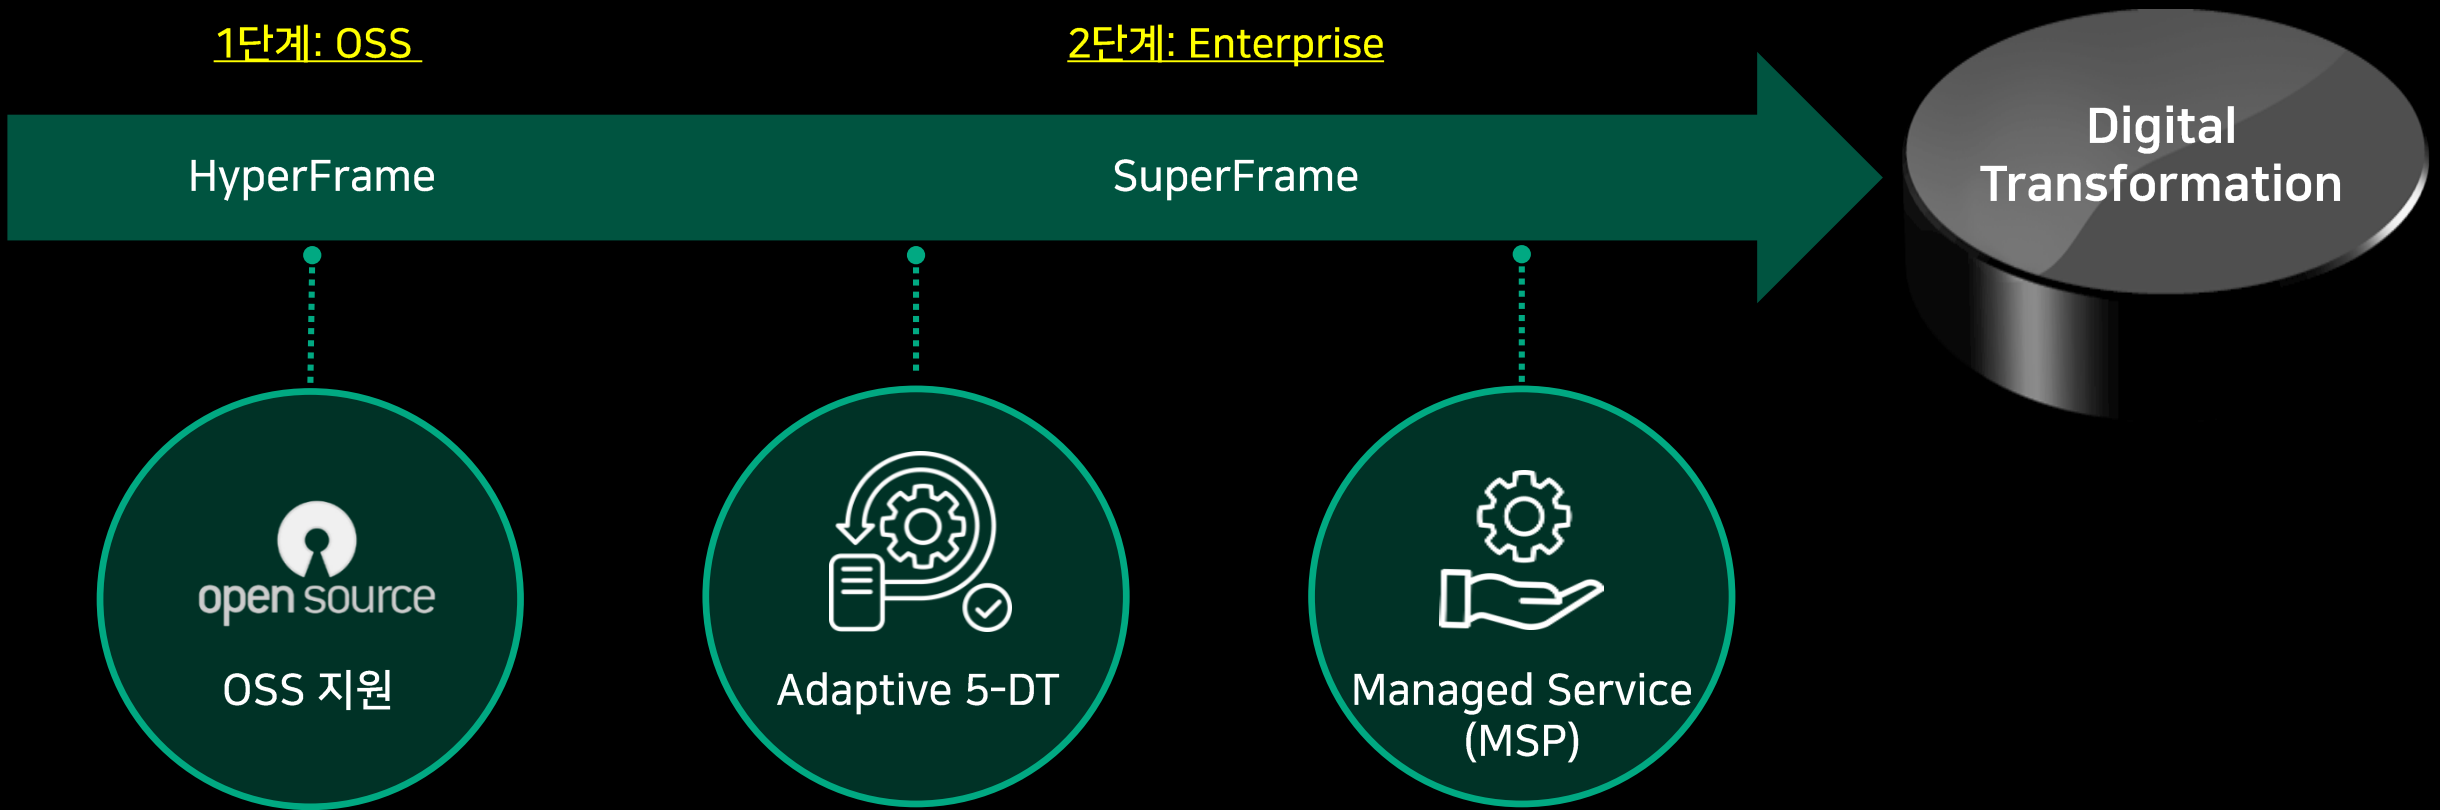 1단계: OSS
2단계: Enterprise
HyperFrame
SuperFrame
Digital
Transformation
open source
OSS 지원
Adaptive 5-DT
Managed Service
(MSP)